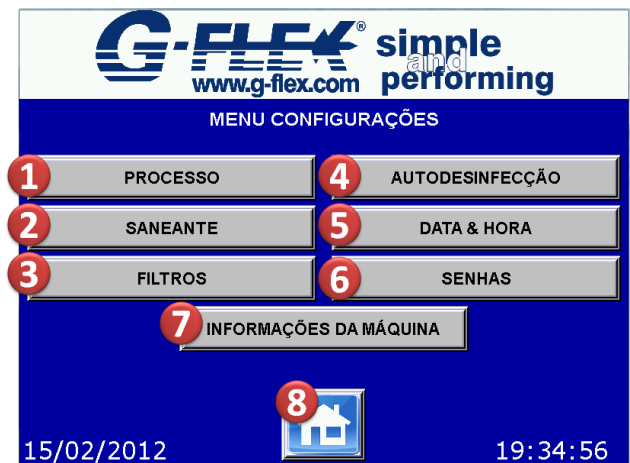 G-FLEX® simple
and
www.g-flex.com performing
MENU CONFIGURAÇÕES
1 PROCESSO
4 AUTODESINFECÇÃO
2 SANEANTE
5 DATA & HORA
3 FILTROS
6 SENHAS
7 INFORMAÇÕES DA MÁQUINA
8
15/02/2012 19:34:56